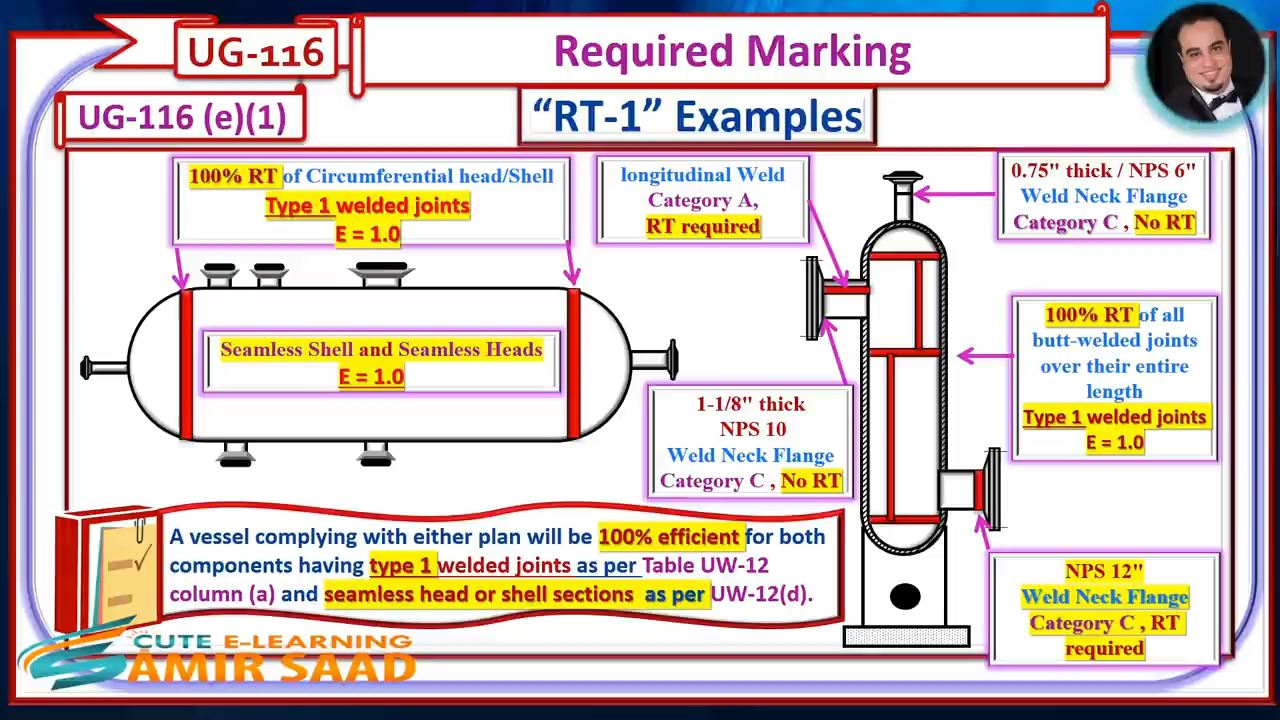 UG-116
Required Marking
UG-116 (e)(1)
“RT-1” Examples
100% RT of Circumferential head/Shell
Type 1 welded joints
E = 1.0
longitudinal Weld
Category A,
RT required
0.75" thick / NPS 6"
Weld Neck Flange
Category C , No RT
Seamless Shell and Seamless Heads
E = 1.0
100% RT of all
butt-welded joints
over their entire
length
Type 1 welded joints
E = 1.0
1-1/8" thick
NPS 10
Weld Neck Flange
Category C , No RT
A vessel complying with either plan will be 100% efficient for both
components having type 1 welded joints as per Table UW-12
column (a) and seamless head or shell sections as per UW-12(d).
NPS 12"
Weld Neck Flange
Category C , RT
required
CUTE E-LEARNING
SAMIR SAAD